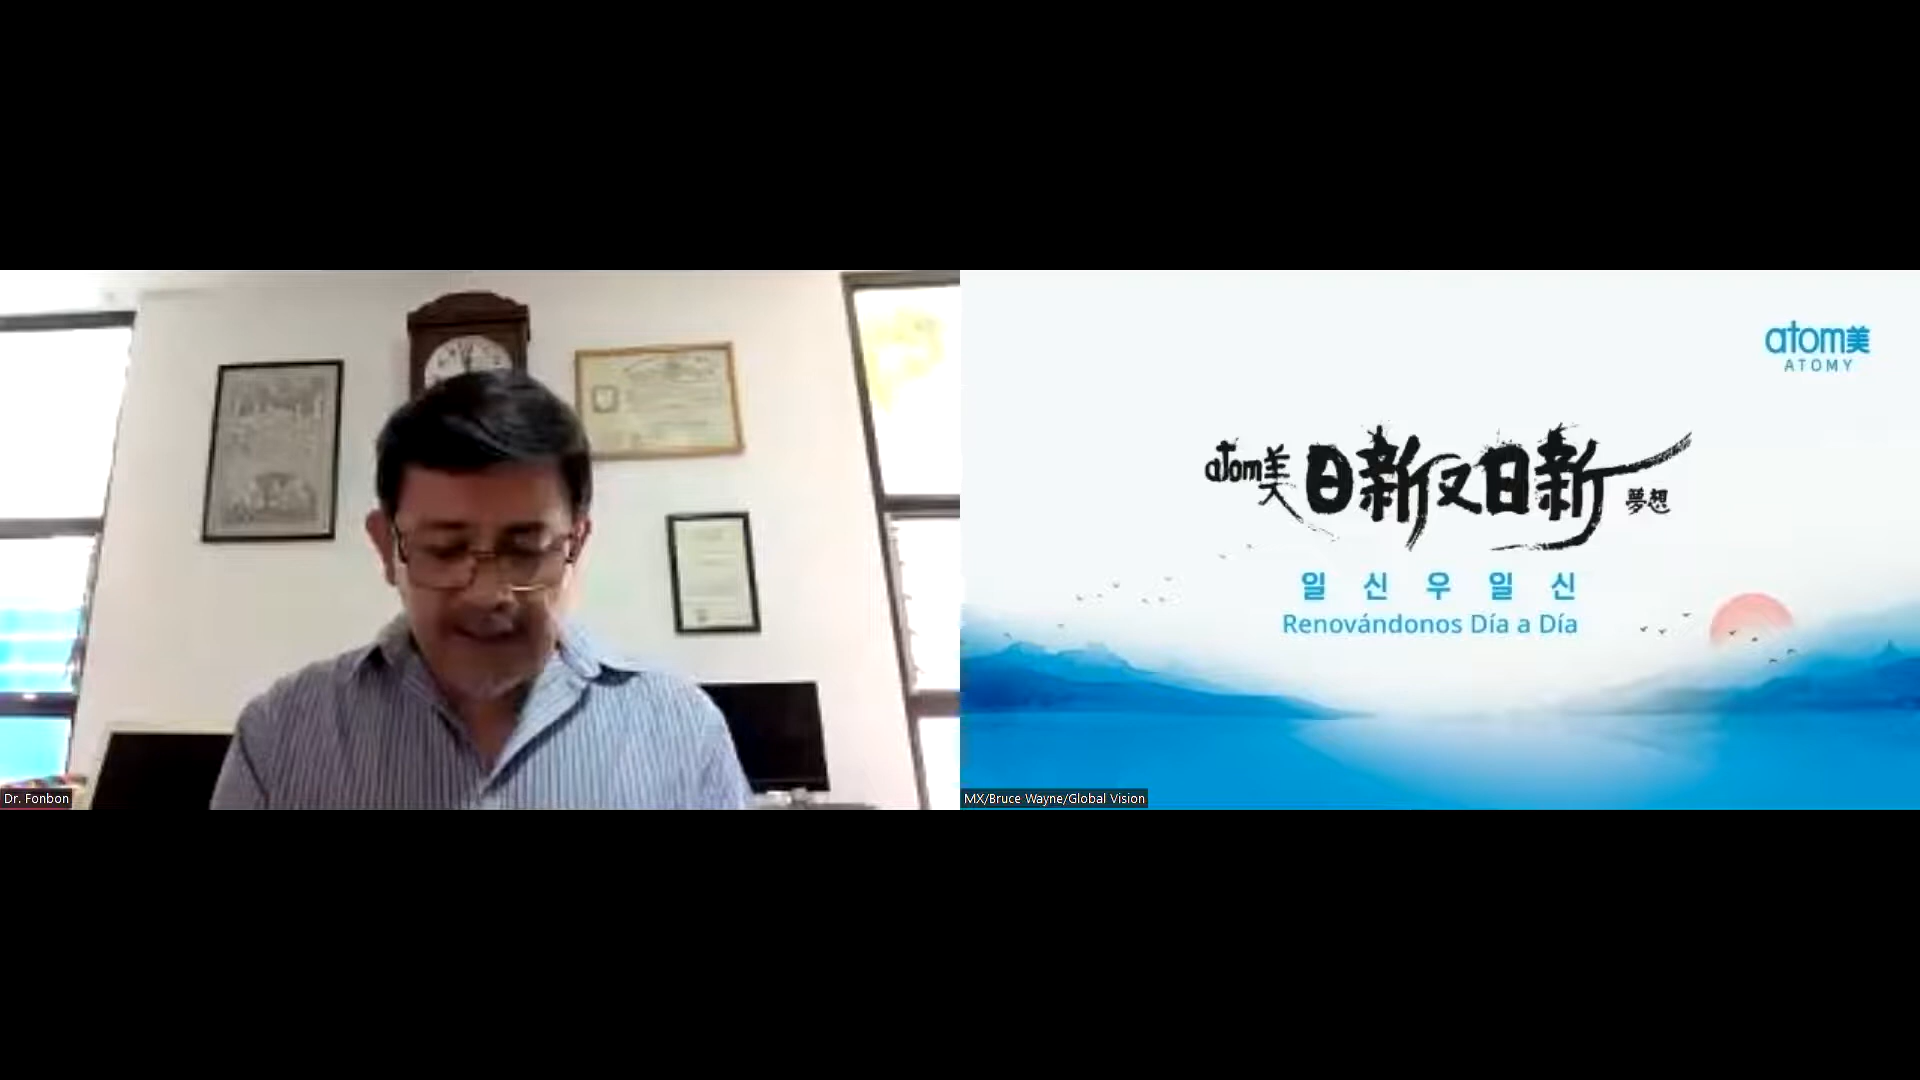 Dr. Fonbon
atom美
ATOMY
atom美 日新又日新 夢想
일 신 우 일 신
Renovándonos Día a Día
MX/Bruce Wayne/Global Vision